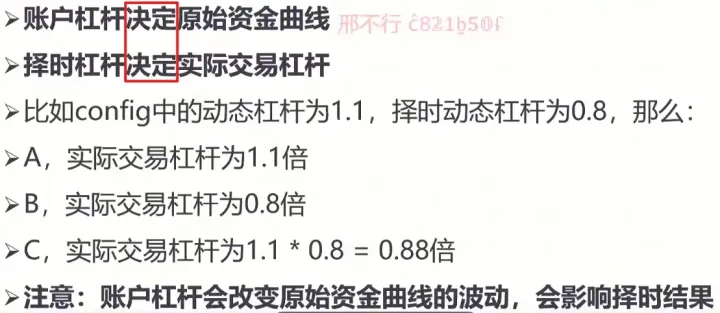 ➢账户杠杆决定原始资金曲线 邢不行
➢择时杠杆决定实际交易杠杆
➢比如config中的动态杠杆为1.1，择时动态杠杆为0.8，那么：
➢A，实际交易杠杆为1.1倍
➢B，实际交易杠杆为0.8倍
➢C，实际交易杠杆为1.1 * 0.8 = 0.88倍
➢注意：账户杠杆会改变原始资金曲线的波动，会影响择时结果